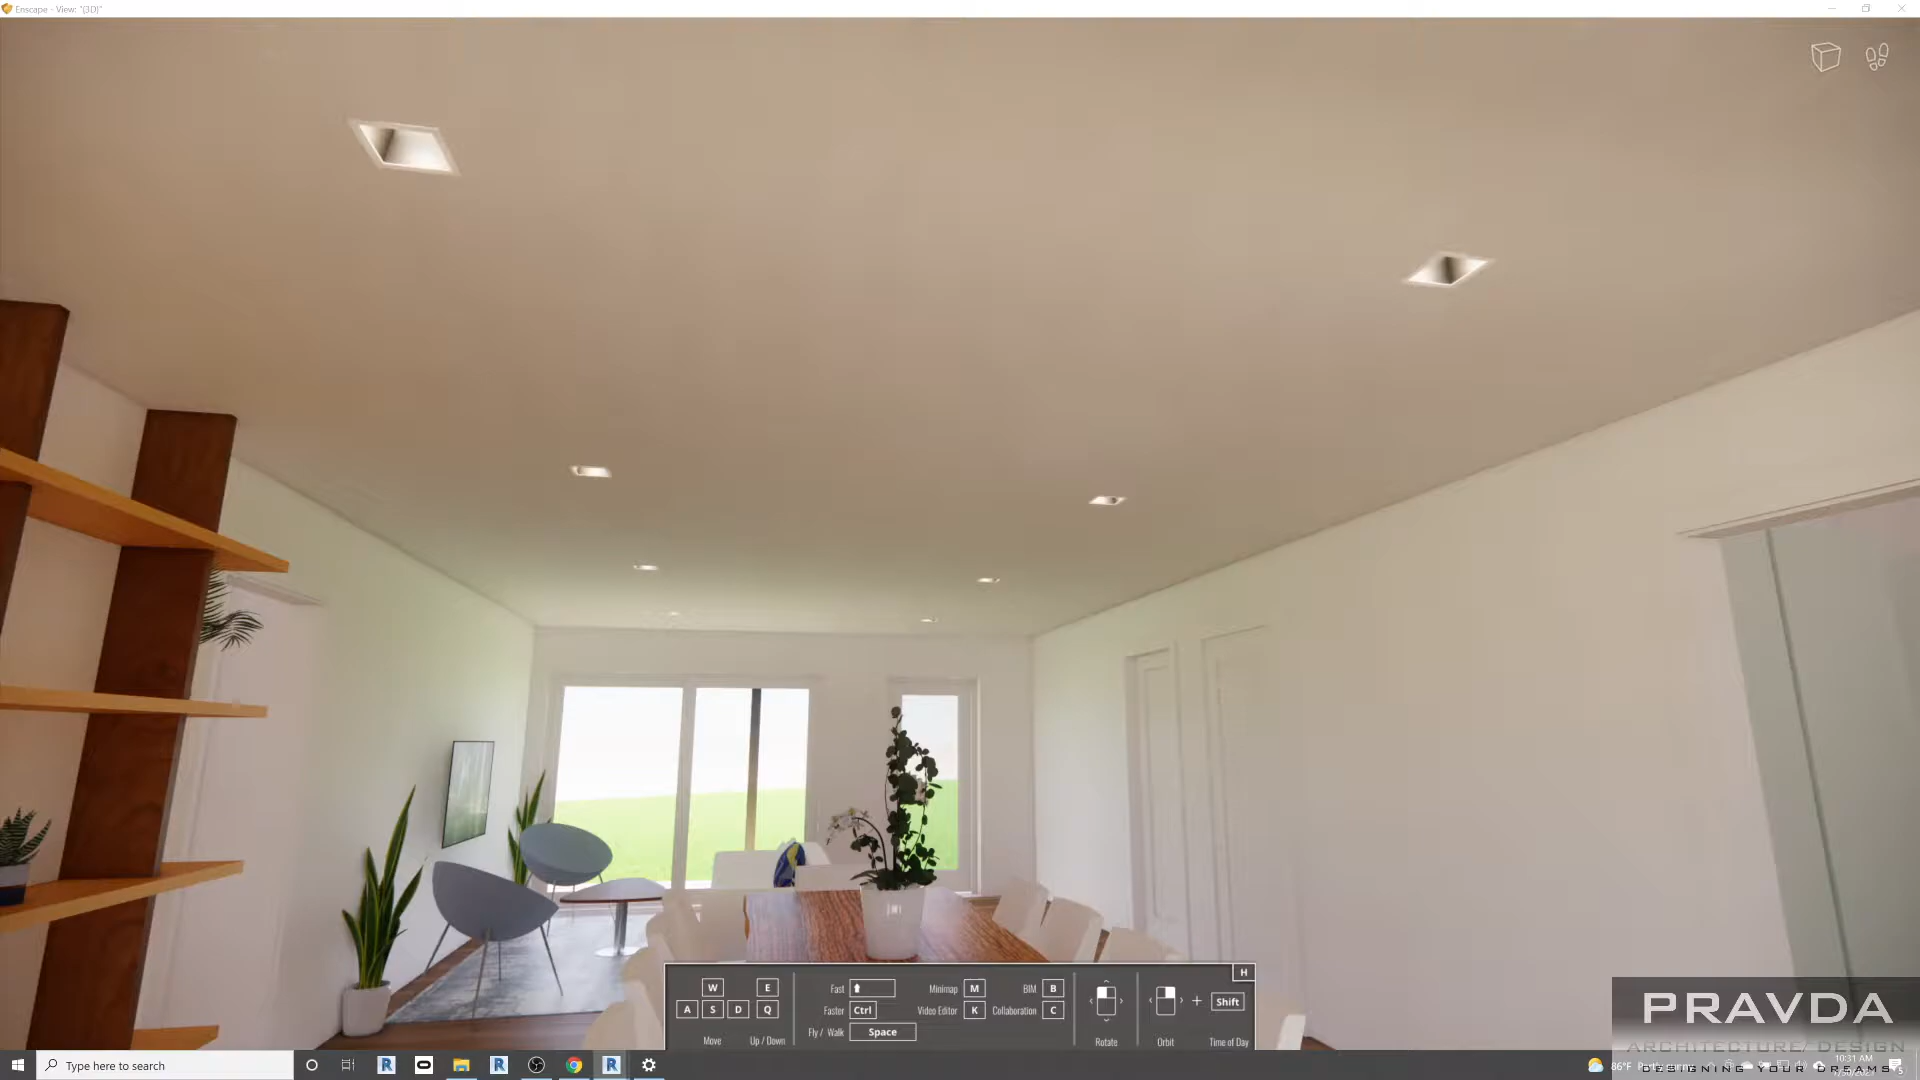 Enscape - View: "{3D}"
H
W E
Fast Minimap M BIM B
A S D Q
Faster Ctrl Video Editor K Collaboration C
Shift
Fly / Walk Space
Move Up / Down Rotate Orbit Time of Day
PRAVDA
ARCHITECTURE/DESIGN
DESIGNING YOUR DREAMS
Type here to search
86°F
10:31 AM